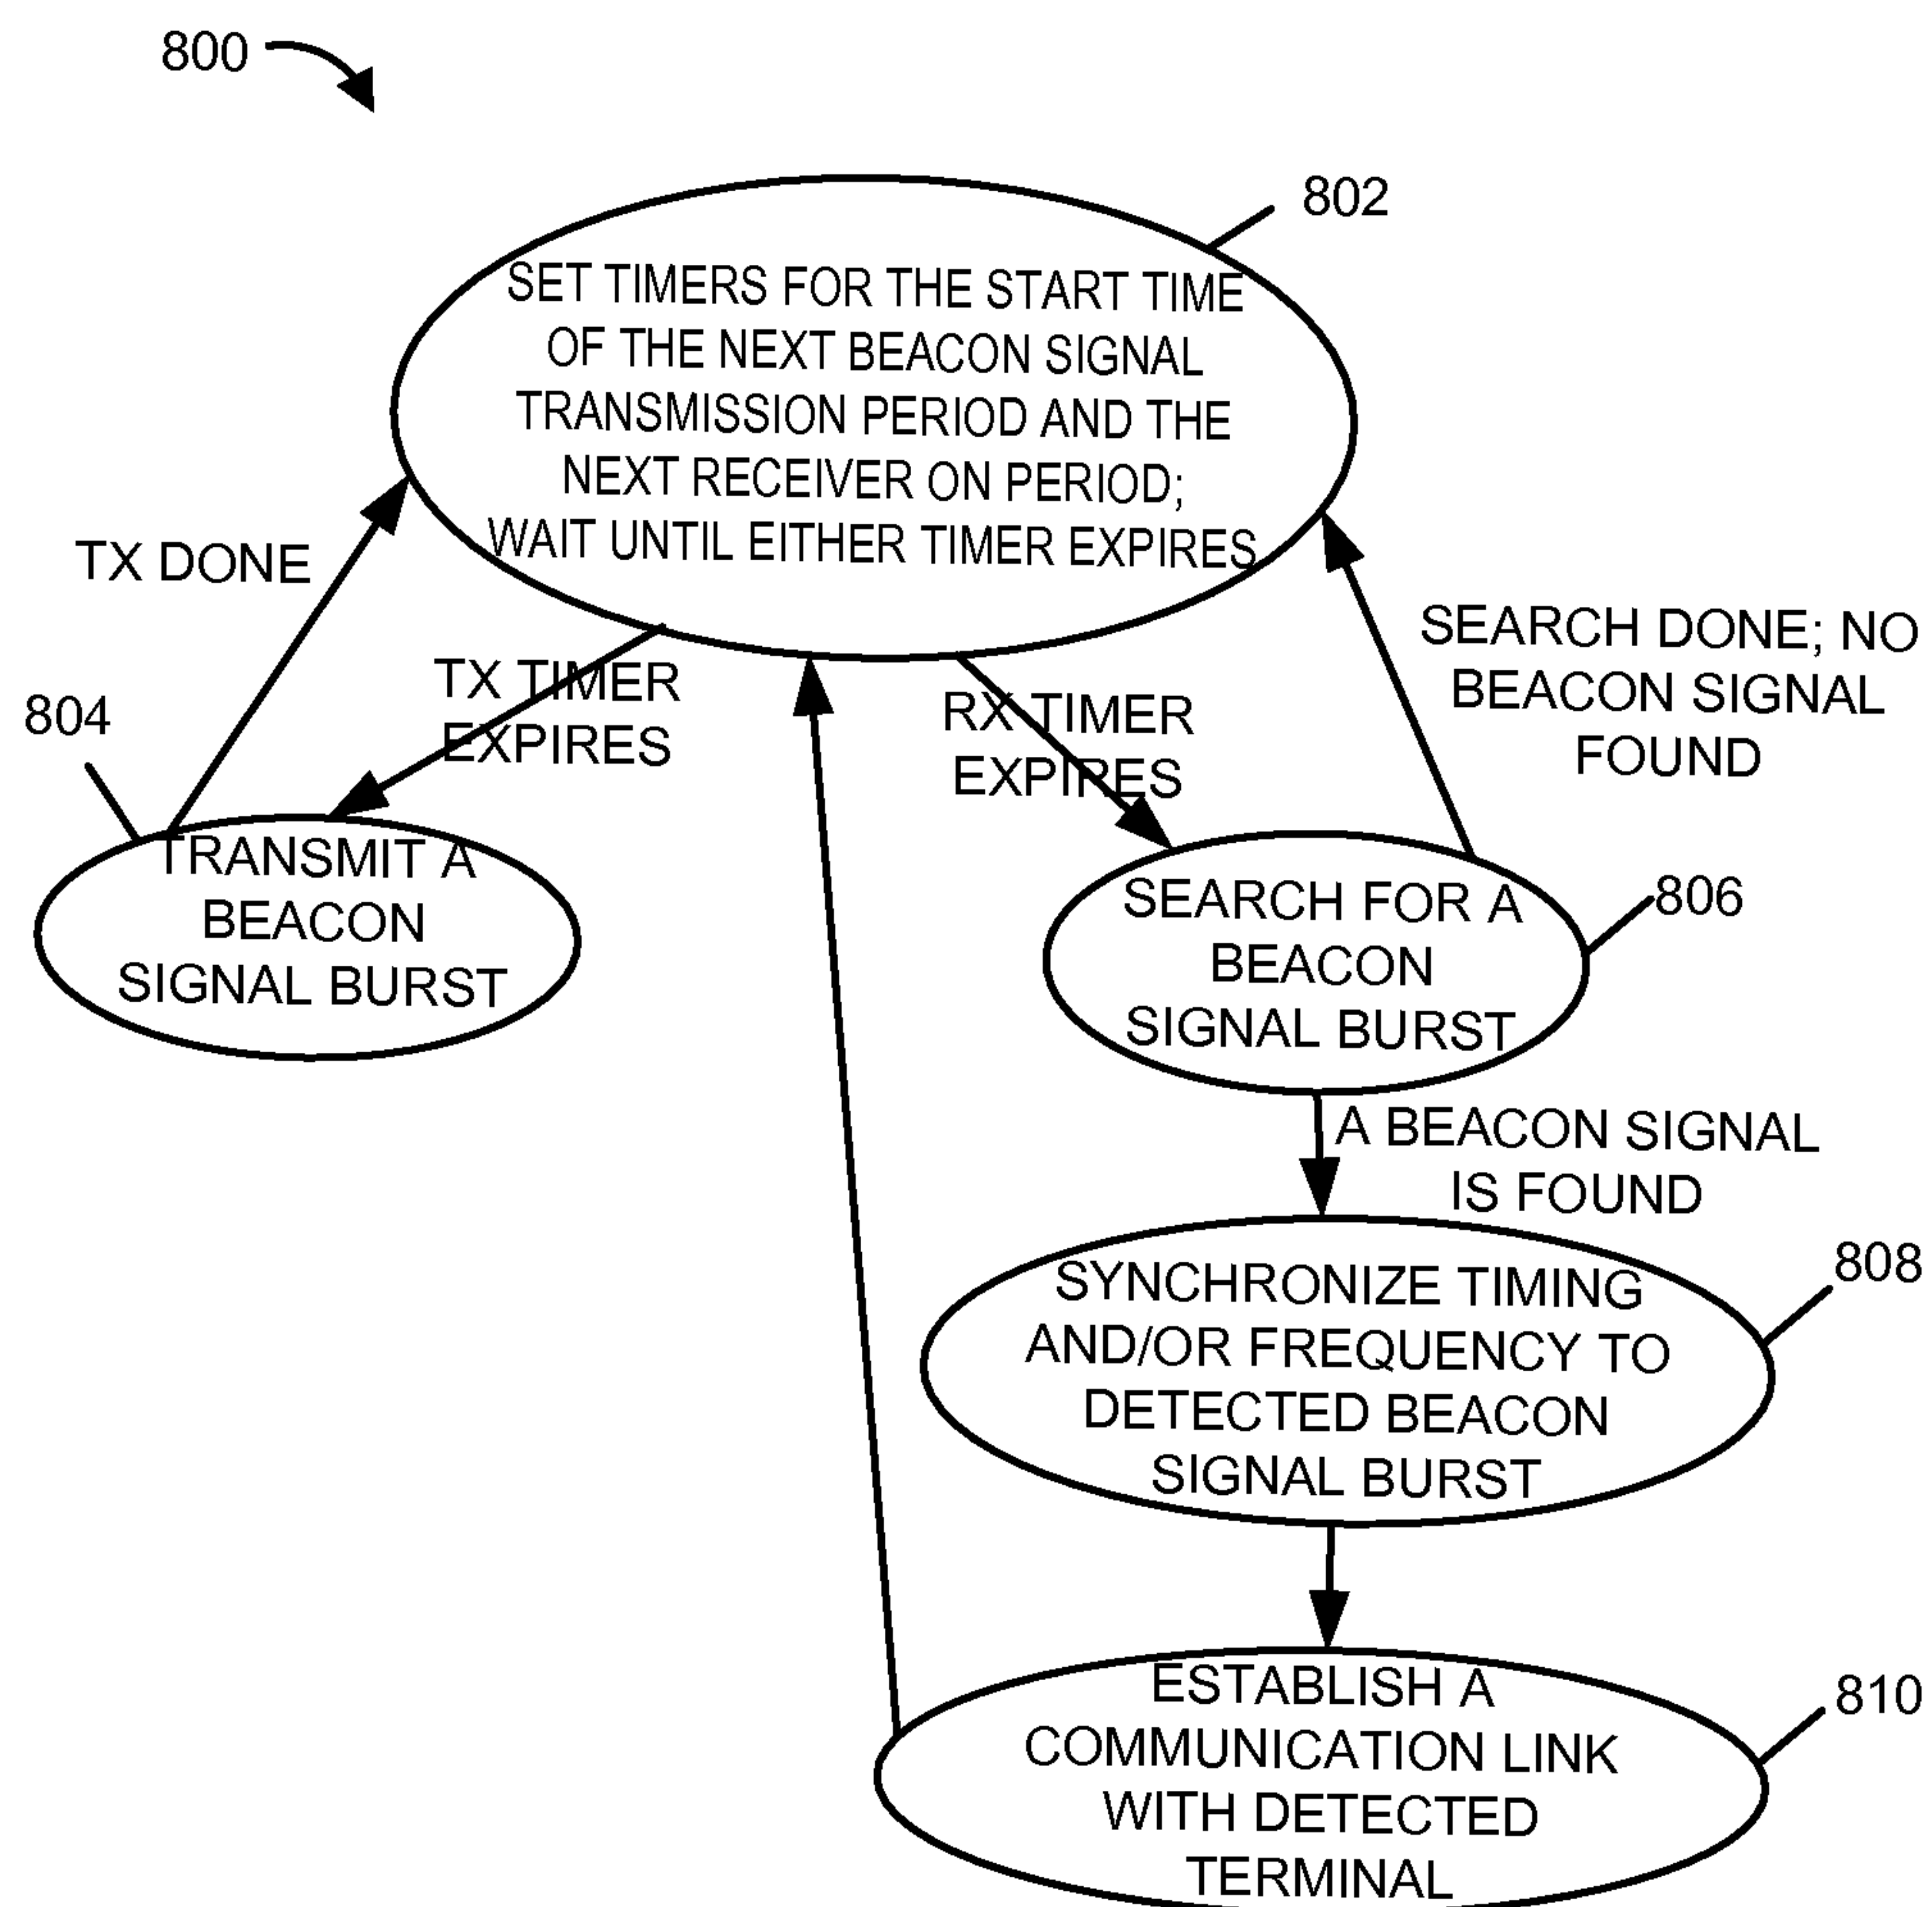 800
802
SET TIMERS FOR THE START TIME
OF THE NEXT BEACON SIGNAL
TRANSMISSION PERIOD AND THE
NEXT RECEIVER ON PERIOD;
WAIT UNTIL EITHER TIMER EXPIRES
TX DONE
TX TIMER
EXPIRES
RX TIMER
EXPIRES
SEARCH DONE; NO
BEACON SIGNAL
FOUND
804
TRANSMIT A
BEACON
SIGNAL BURST
SEARCH FOR A
BEACON
SIGNAL BURST
806
A BEACON SIGNAL
IS FOUND
SYNCHRONIZE TIMING
AND/OR FREQUENCY TO
DETECTED BEACON
SIGNAL BURST
808
ESTABLISH A
COMMUNICATION LINK
WITH DETECTED
TERMINAL
810